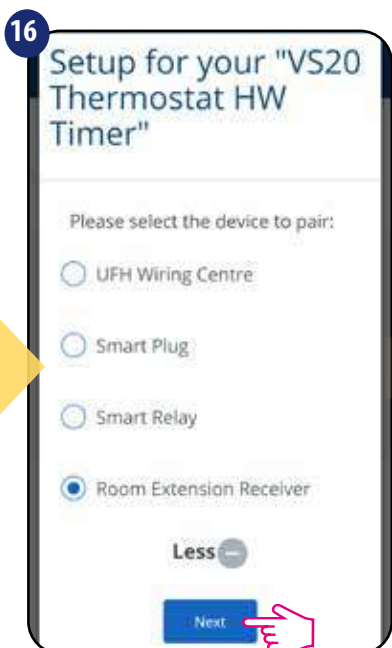 16
Setup for your "VS20
Thermostat HW
Timer"
Please select the device to pair:
UFH Wiring Centre
Smart Plug
Smart Relay
Room Extension Receiver
Less
Next